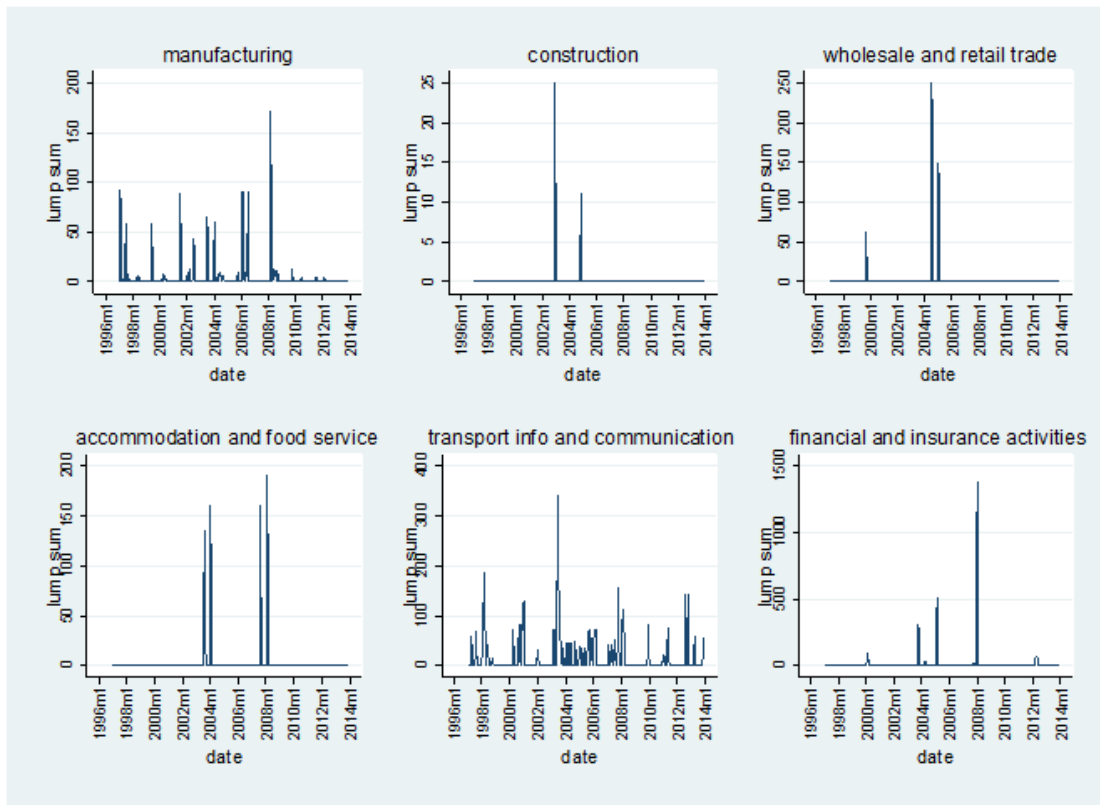 manufacturing
lump sum
0 50 100 150 200
1996m1 1998m1 2000m1 2002m1 2004m1 2006m1 2008m1 2010m1 2012m1 2014m1
date
construction
lump sum
0 5 10 15 20 25
1996m1 1998m1 2000m1 2002m1 2004m1 2006m1 2008m1 2010m1 2012m1 2014m1
date
wholesale and retail trade
lump sum
0 50 100 150 200 250
1996m1 1998m1 2000m1 2002m1 2004m1 2006m1 2008m1 2010m1 2012m1 2014m1
date
accommodation and food service
lump sum
0 50 100 150 200
1996m1 1998m1 2000m1 2002m1 2004m1 2006m1 2008m1 2010m1 2012m1 2014m1
date
transport info and communication
lump sum
0 100 200 300 400
1996m1 1998m1 2000m1 2002m1 2004m1 2006m1 2008m1 2010m1 2012m1 2014m1
date
financial and insurance activities
lump sum
0 500 1000 1500
1996m1 1998m1 2000m1 2002m1 2004m1 2006m1 2008m1 2010m1 2012m1 2014m1
date